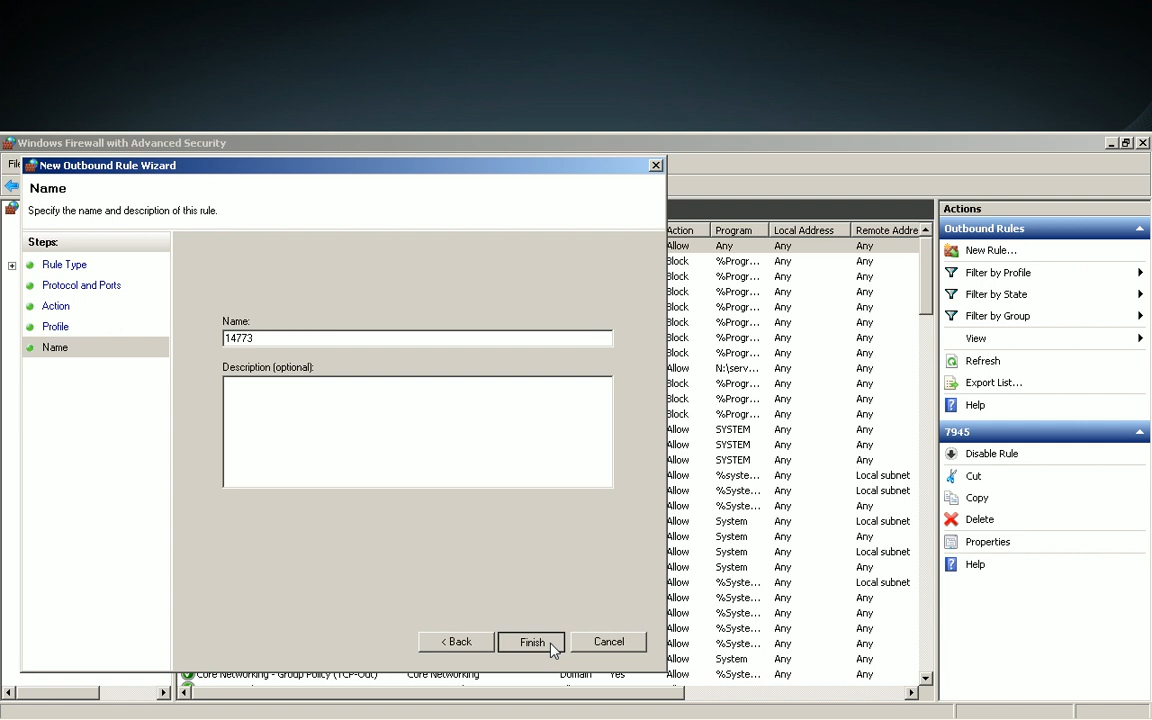 Windows Firewall with Advanced Security
New Outbound Rule Wizard
Name
Specify the name and description of this rule.
Steps:
Rule Type
Protocol and Ports
Action
Profile
Name
Name:
14773
Description (optional):
< Back
Finish
Cancel
Action Program Local Address Remote Addre
Allow Any Any Any
Block %Progr... Any Any
Block %Progr... Any Any
Block %Progr... Any Any
Block %Progr... Any Any
Block %Progr... Any Any
Block %Progr... Any Any
Block %Progr... Any Any
Allow N:\serv... Any Any
Block %Progr... Any Any
Block %Progr... Any Any
Block %Progr... Any Any
Allow SYSTEM Any Any
Allow SYSTEM Any Any
Allow SYSTEM Any Any
Allow %syste... Any Local subnet
Allow %Syste... Any Local subnet
Allow %Syste... Any Any
Allow System Any Local subnet
Allow System Any Any
Allow System Any Local subnet
Allow System Any Any
Allow %Syste... Any Local subnet
Allow %Syste... Any Any
Allow %Syste... Any Any
Allow %Syste... Any Any
Allow %Syste... Any Any
Allow System Any Any
Core Networking - Group Policy (TCP-Out) Core Networking Domain Yes Allow %Syste... Any Any
Actions
Outbound Rules
New Rule...
Filter by Profile
Filter by State
Filter by Group
View
Refresh
Export List...
Help
7945
Disable Rule
Cut
Copy
Delete
Properties
Help